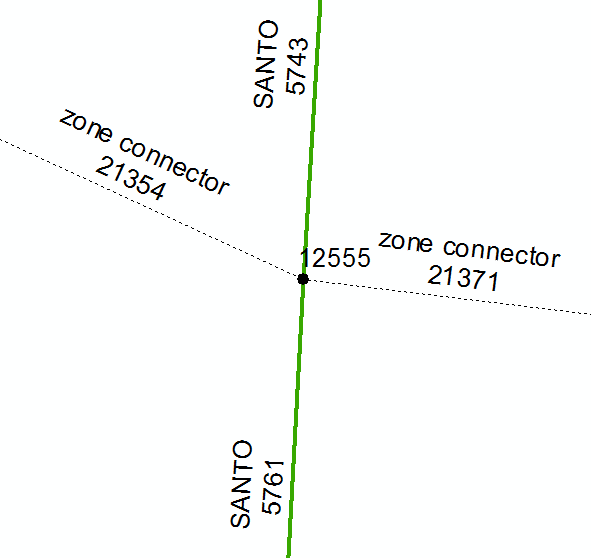 SANTO
5743
zone connector
21354
12555
zone connector
21371
SANTO
5761